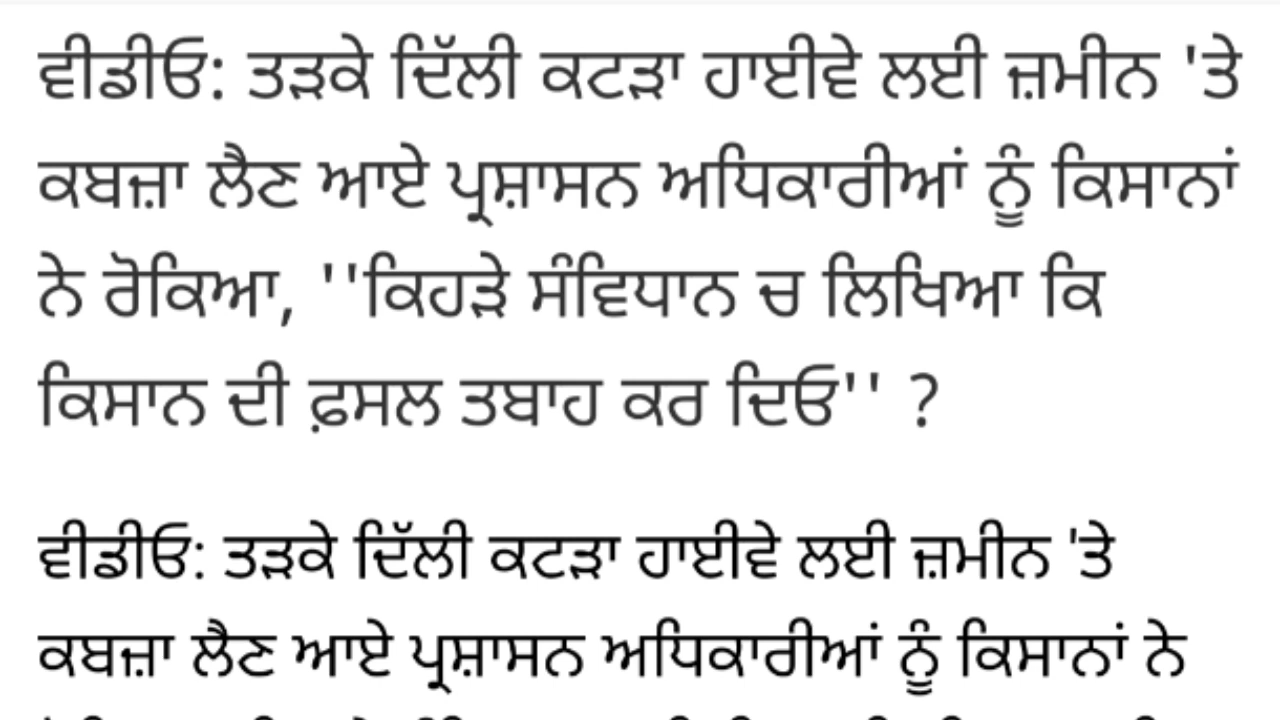 ਵੀਡੀਓ: ਤੜਕੇ ਦਿੱਲੀ ਕਟੜਾ ਹਾਈਵੇ ਲਈ ਜ਼ਮੀਨ 'ਤੇ
ਕਬਜ਼ਾ ਲੈਣ ਆਏ ਪ੍ਰਸ਼ਾਸਨ ਅਧਿਕਾਰੀਆਂ ਨੂੰ ਕਿਸਾਨਾਂ
ਨੇ ਰੋਕਿਆ, ''ਕਿਹੜੇ ਸੰਵਿਧਾਨ ਚ ਲਿਖਿਆ ਕਿ
ਕਿਸਾਨ ਦੀ ਫ਼ਸਲ ਤਬਾਹ ਕਰ ਦਿਓ'' ?
ਵੀਡੀਓ: ਤੜਕੇ ਦਿੱਲੀ ਕਟੜਾ ਹਾਈਵੇ ਲਈ ਜ਼ਮੀਨ 'ਤੇ
ਕਬਜ਼ਾ ਲੈਣ ਆਏ ਪ੍ਰਸ਼ਾਸਨ ਅਧਿਕਾਰੀਆਂ ਨੂੰ ਕਿਸਾਨਾਂ ਨੇ